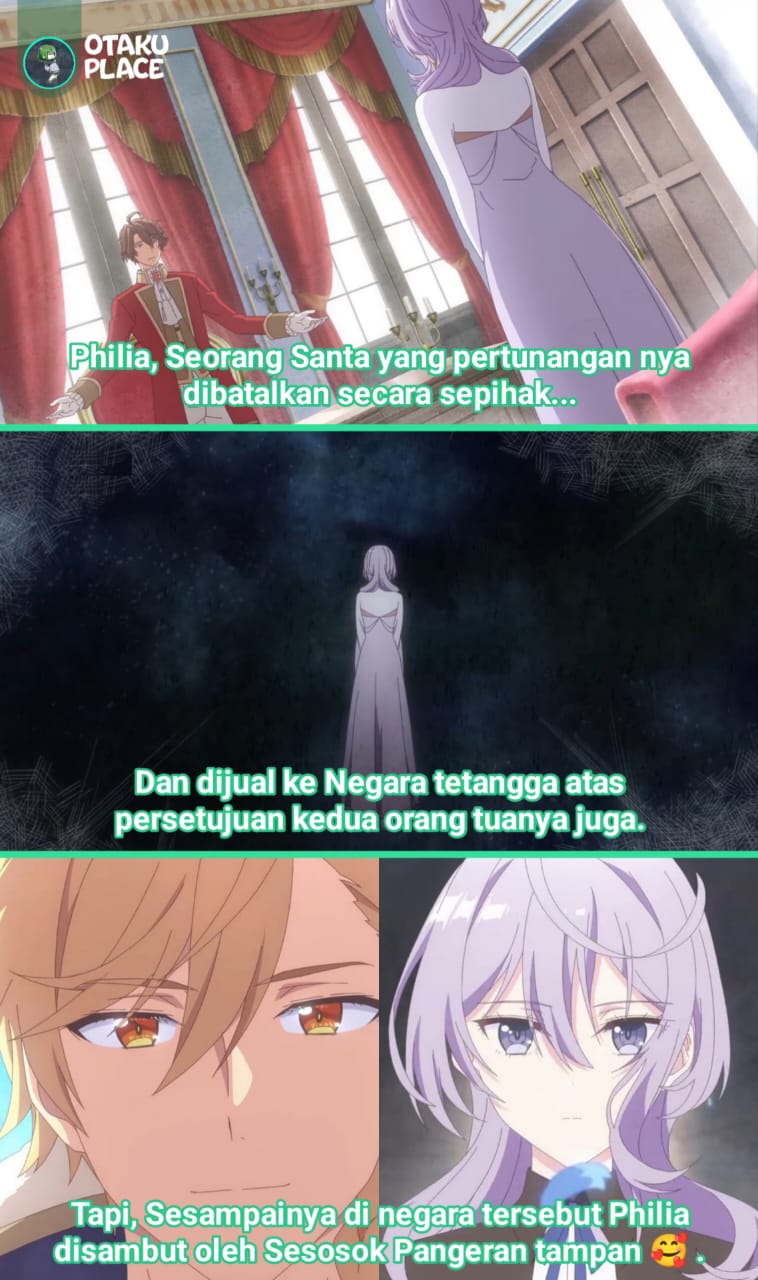 OTAKU
PLACE
Philia, Seorang Santa yang pertunangan nya
dibatalkan secara sepihak...
Dan dijual ke Negara tetangga atas
persetujuan kedua orang tuanya juga.
Tapi, Sesampainya di negara tersebut Philia
disambut oleh Sesosok Pangeran tampan 🥰 .